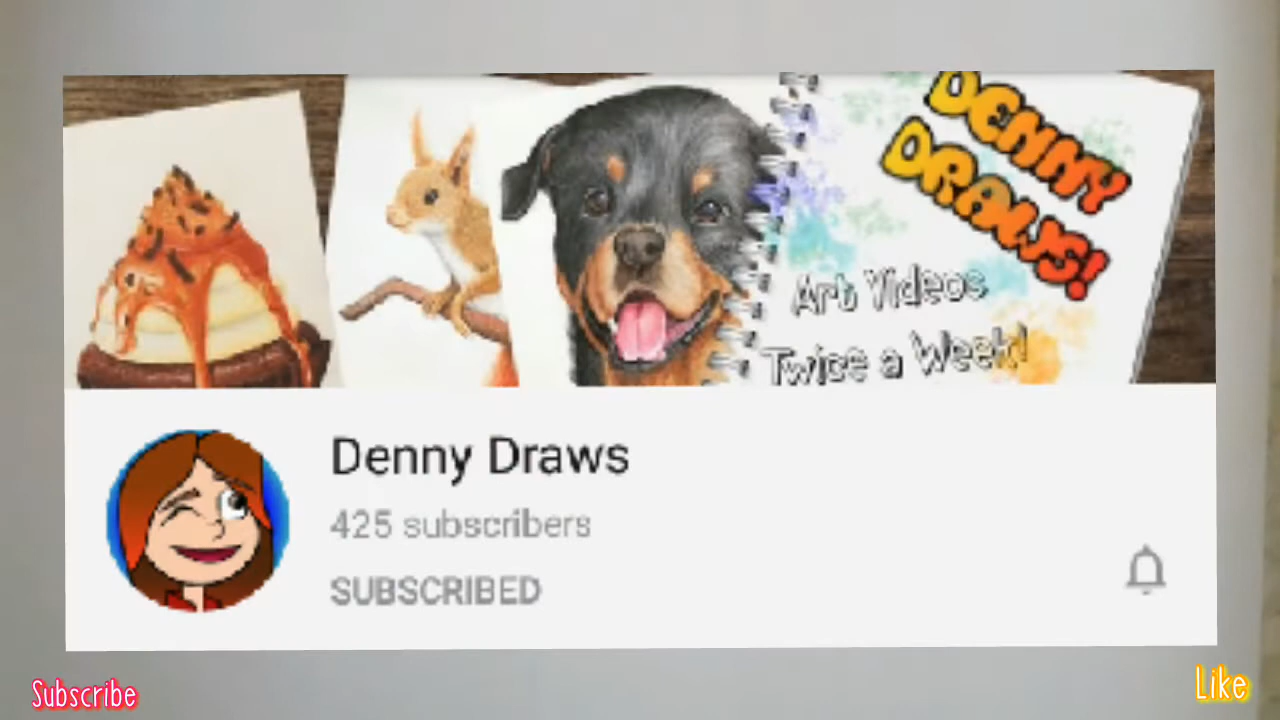 DENNY
DRAWS!
Art Videos
Twice a Week!
Denny Draws
425 subscribers
SUBSCRIBED
Subscribe
Like